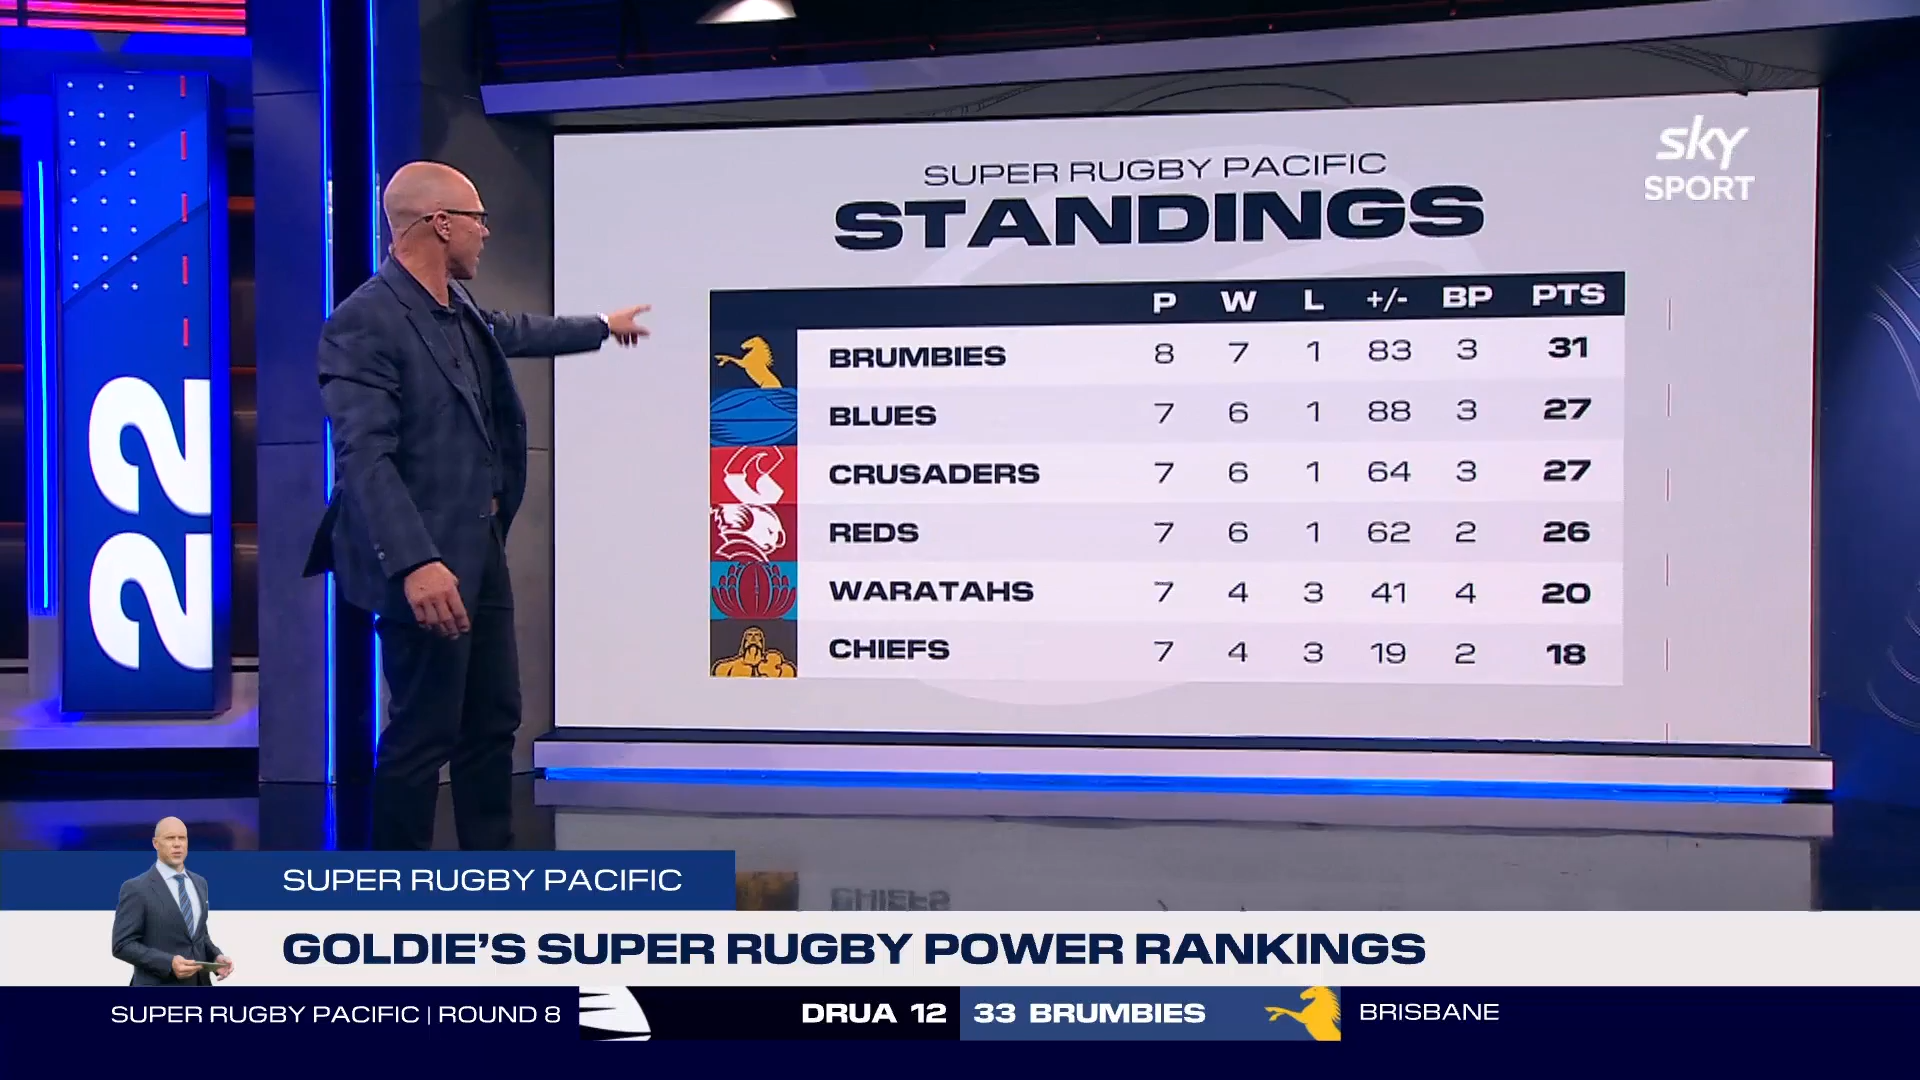 22
sky
SPORT
SUPER RUGBY PACIFIC
STANDINGS
P W L +/- BP PTS
BRUMBIES 8 7 1 83 3 31
BLUES 7 6 1 88 3 27
CRUSADERS 7 6 1 64 3 27
REDS 7 6 1 62 2 26
WARATAHS 7 4 3 41 4 20
CHIEFS 7 4 3 19 2 18
CHIEFS
SUPER RUGBY PACIFIC
GOLDIE'S SUPER RUGBY POWER RANKINGS
SUPER RUGBY PACIFIC | ROUND 8 DRUA 12 33 BRUMBIES BRISBANE